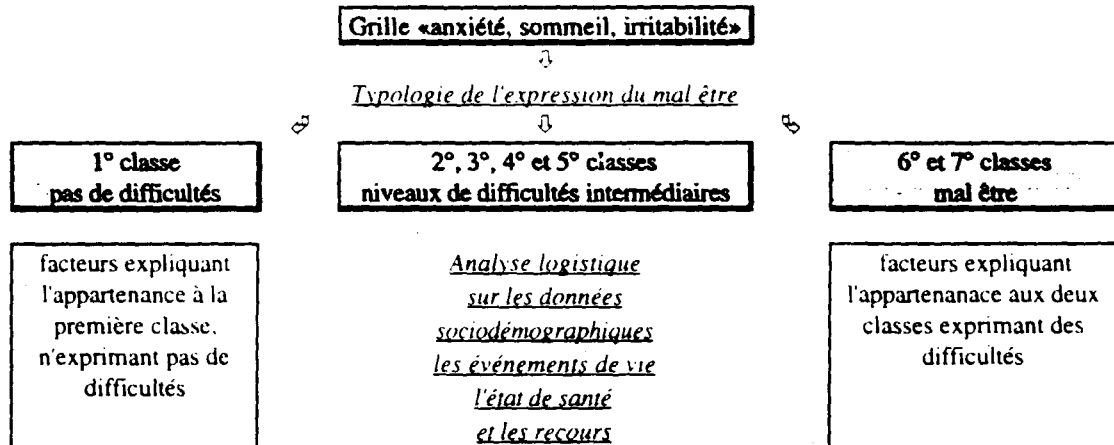 Grille «anxiété, sommeil, irritabilité»
Typologie de l'expression du mal être
1° classe
pas de difficultés
2°, 3°, 4° et 5° classes
niveaux de difficultés intermédiaires
6° et 7° classes
mal être
facteurs expliquant
l'appartenance à la
première classe,
n'exprimant pas de
difficultés
Analyse logistique
sur les données
sociodémographiques
les événements de vie
l'état de santé
et les recours
facteurs expliquant
l'appartenanace aux deux
classes exprimant des
difficultés